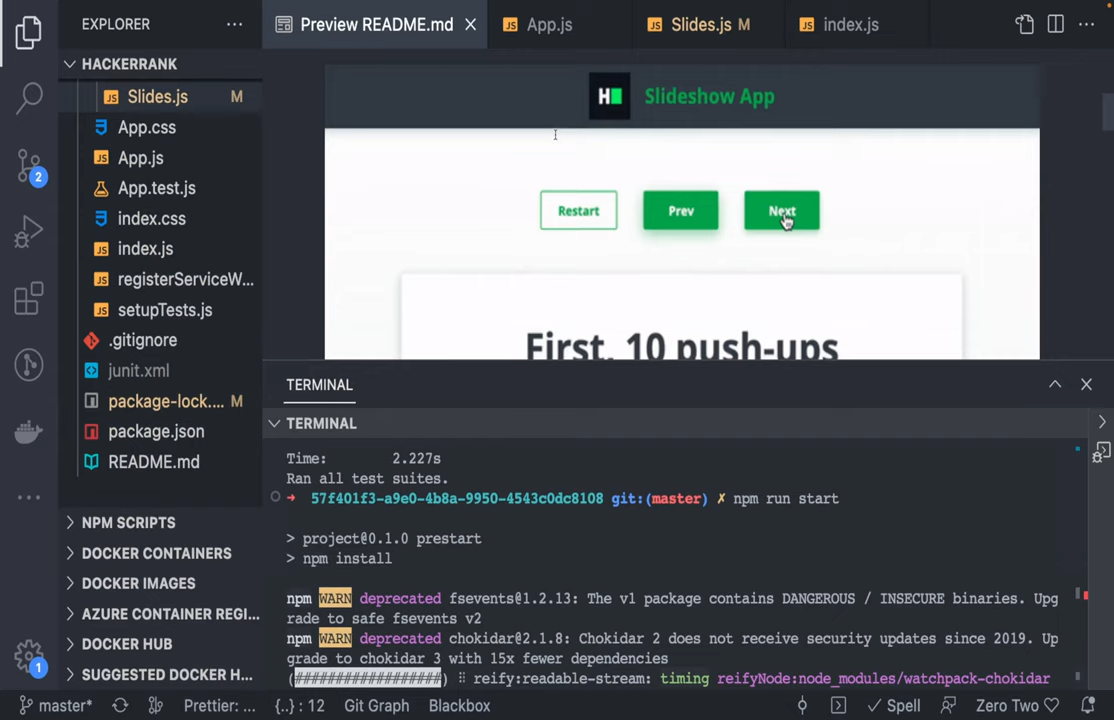 EXPLORER
Preview README.md
App.js
Slides.js M
index.js
HACKERRANK
Slides.js M
App.css
App.js
App.test.js
index.css
index.js
registerServiceW...
setupTests.js
.gitignore
junit.xml
package-lock.... M
package.json
README.md
NPM SCRIPTS
DOCKER CONTAINERS
DOCKER IMAGES
AZURE CONTAINER REGI...
DOCKER HUB
SUGGESTED DOCKER H...
2
1
H
Slideshow App
Restart Prev Next
First, 10 push-ups
TERMINAL
TERMINAL
Time: 2.227s
Ran all test suites.
➜ 57f401f3-a9e0-4b8a-9950-4543c0dc8108 git:(master) ✗ npm run start
> project@0.1.0 prestart
> npm install
npm WARN deprecated fsevents@1.2.13: The v1 package contains DANGEROUS / INSECURE binaries. Upg
rade to safe fsevents v2
npm WARN deprecated chokidar@2.1.8: Chokidar 2 does not receive security updates since 2019. Up
grade to chokidar 3 with 15x fewer dependencies
(##################) ⠇ reify:readable-stream: timing reifyNode:node_modules/watchpack-chokidar
master* Prettier: ... {..} : 12 Git Graph Blackbox Spell Zero Two